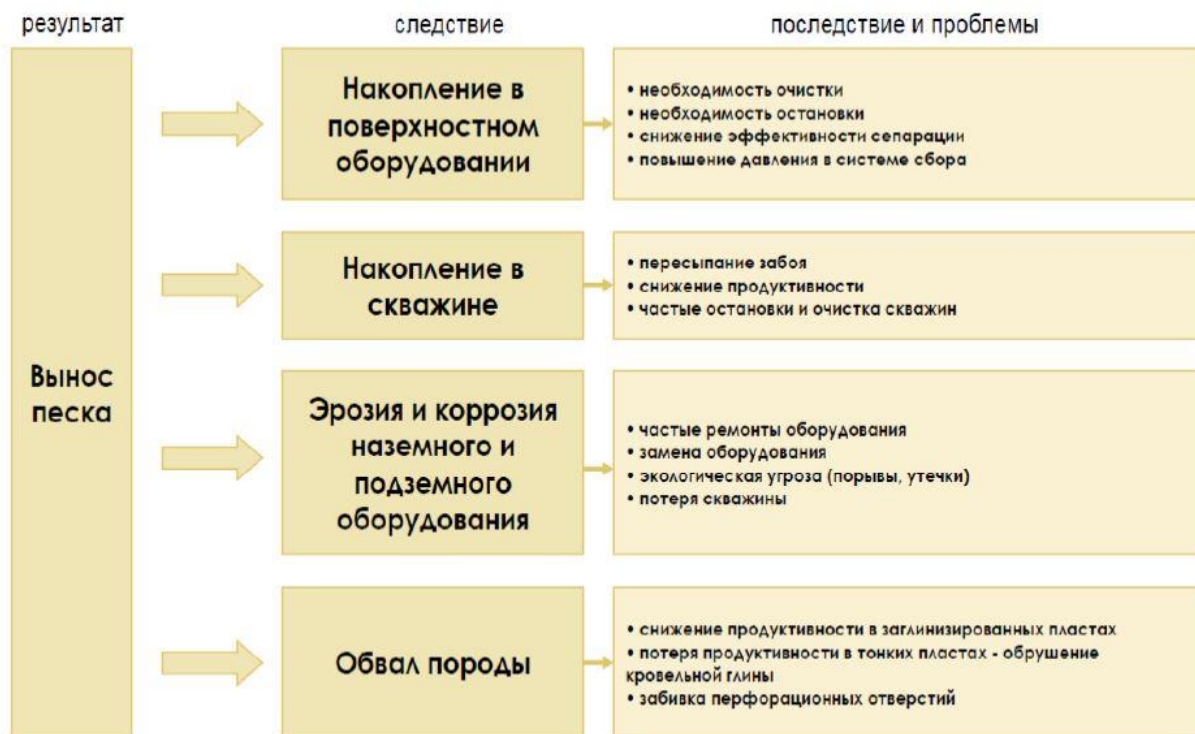 результат
следствие
последствие и проблемы
Вынос
песка
Накопление в
поверхностном
оборудовании
• необходимость очистки
• необходимость остановки
• снижение эффективности сепарации
• повышение давления в системе сбора
Накопление в
скважине
• пересыпание забоя
• снижение продуктивности
• частые остановки и очистка скважин
Эрозия и коррозия
наземного и
подземного
оборудования
• частые ремонты оборудования
• замена оборудования
• экологическая угроза (порывы, утечки)
• потеря скважины
Обвал породы
• снижение продуктивности в заглинизированных пластах
• потеря продуктивности в тонких пластах - обрушение
кровельной глины
• забивка перфорационных отверстий